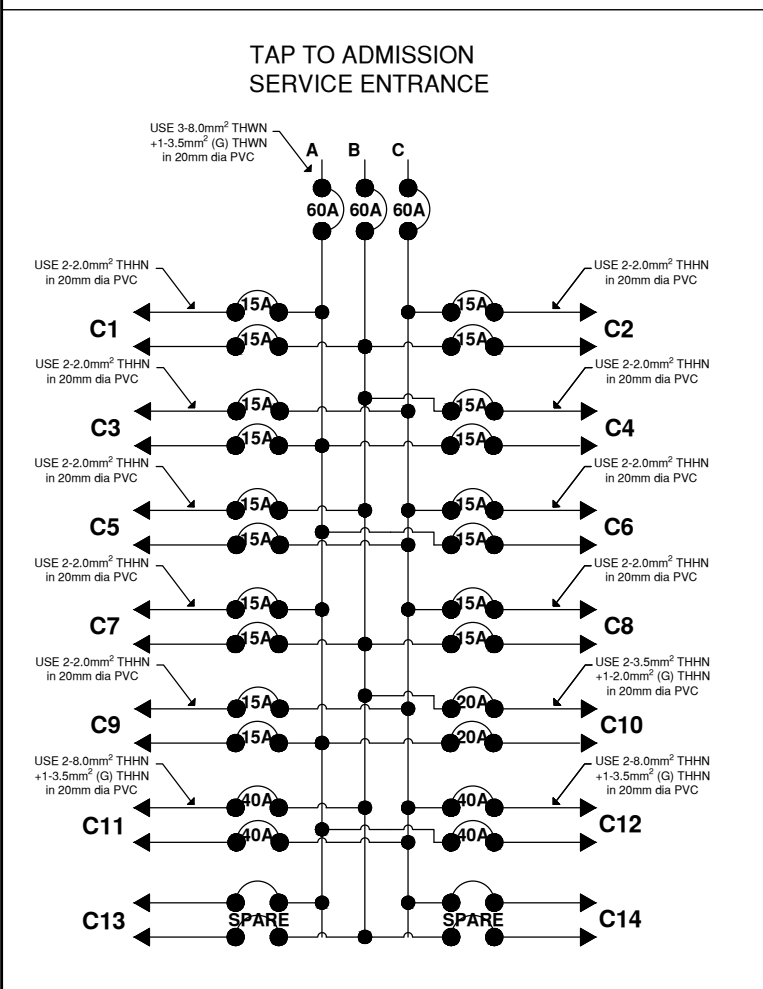 TAP TO ADMISSION
SERVICE ENTRANCE
USE 3-8.0mm² THWN
+1-3.5mm² (G) THWN
in 20mm dia PVC
A B C
60A 60A 60A
USE 2-2.0mm² THHN
in 20mm dia PVC
USE 2-2.0mm² THHN
in 20mm dia PVC
15A 15A
C1 C2
15A 15A
USE 2-2.0mm² THHN
in 20mm dia PVC
USE 2-2.0mm² THHN
in 20mm dia PVC
15A 15A
C3 C4
15A 15A
USE 2-2.0mm² THHN
in 20mm dia PVC
USE 2-2.0mm² THHN
in 20mm dia PVC
15A 15A
C5 C6
15A 15A
USE 2-2.0mm² THHN
in 20mm dia PVC
USE 2-2.0mm² THHN
in 20mm dia PVC
15A 15A
C7 C8
15A 15A
USE 2-2.0mm² THHN
in 20mm dia PVC
USE 2-3.5mm² THHN
+1-2.0mm² (G) THHN
in 20mm dia PVC
15A 20A
C9 C10
15A 20A
USE 2-8.0mm² THHN
+1-3.5mm² (G) THHN
in 20mm dia PVC
USE 2-8.0mm² THHN
+1-3.5mm² (G) THHN
in 20mm dia PVC
40A 40A
C11 C12
40A 40A
C13 SPARE SPARE C14